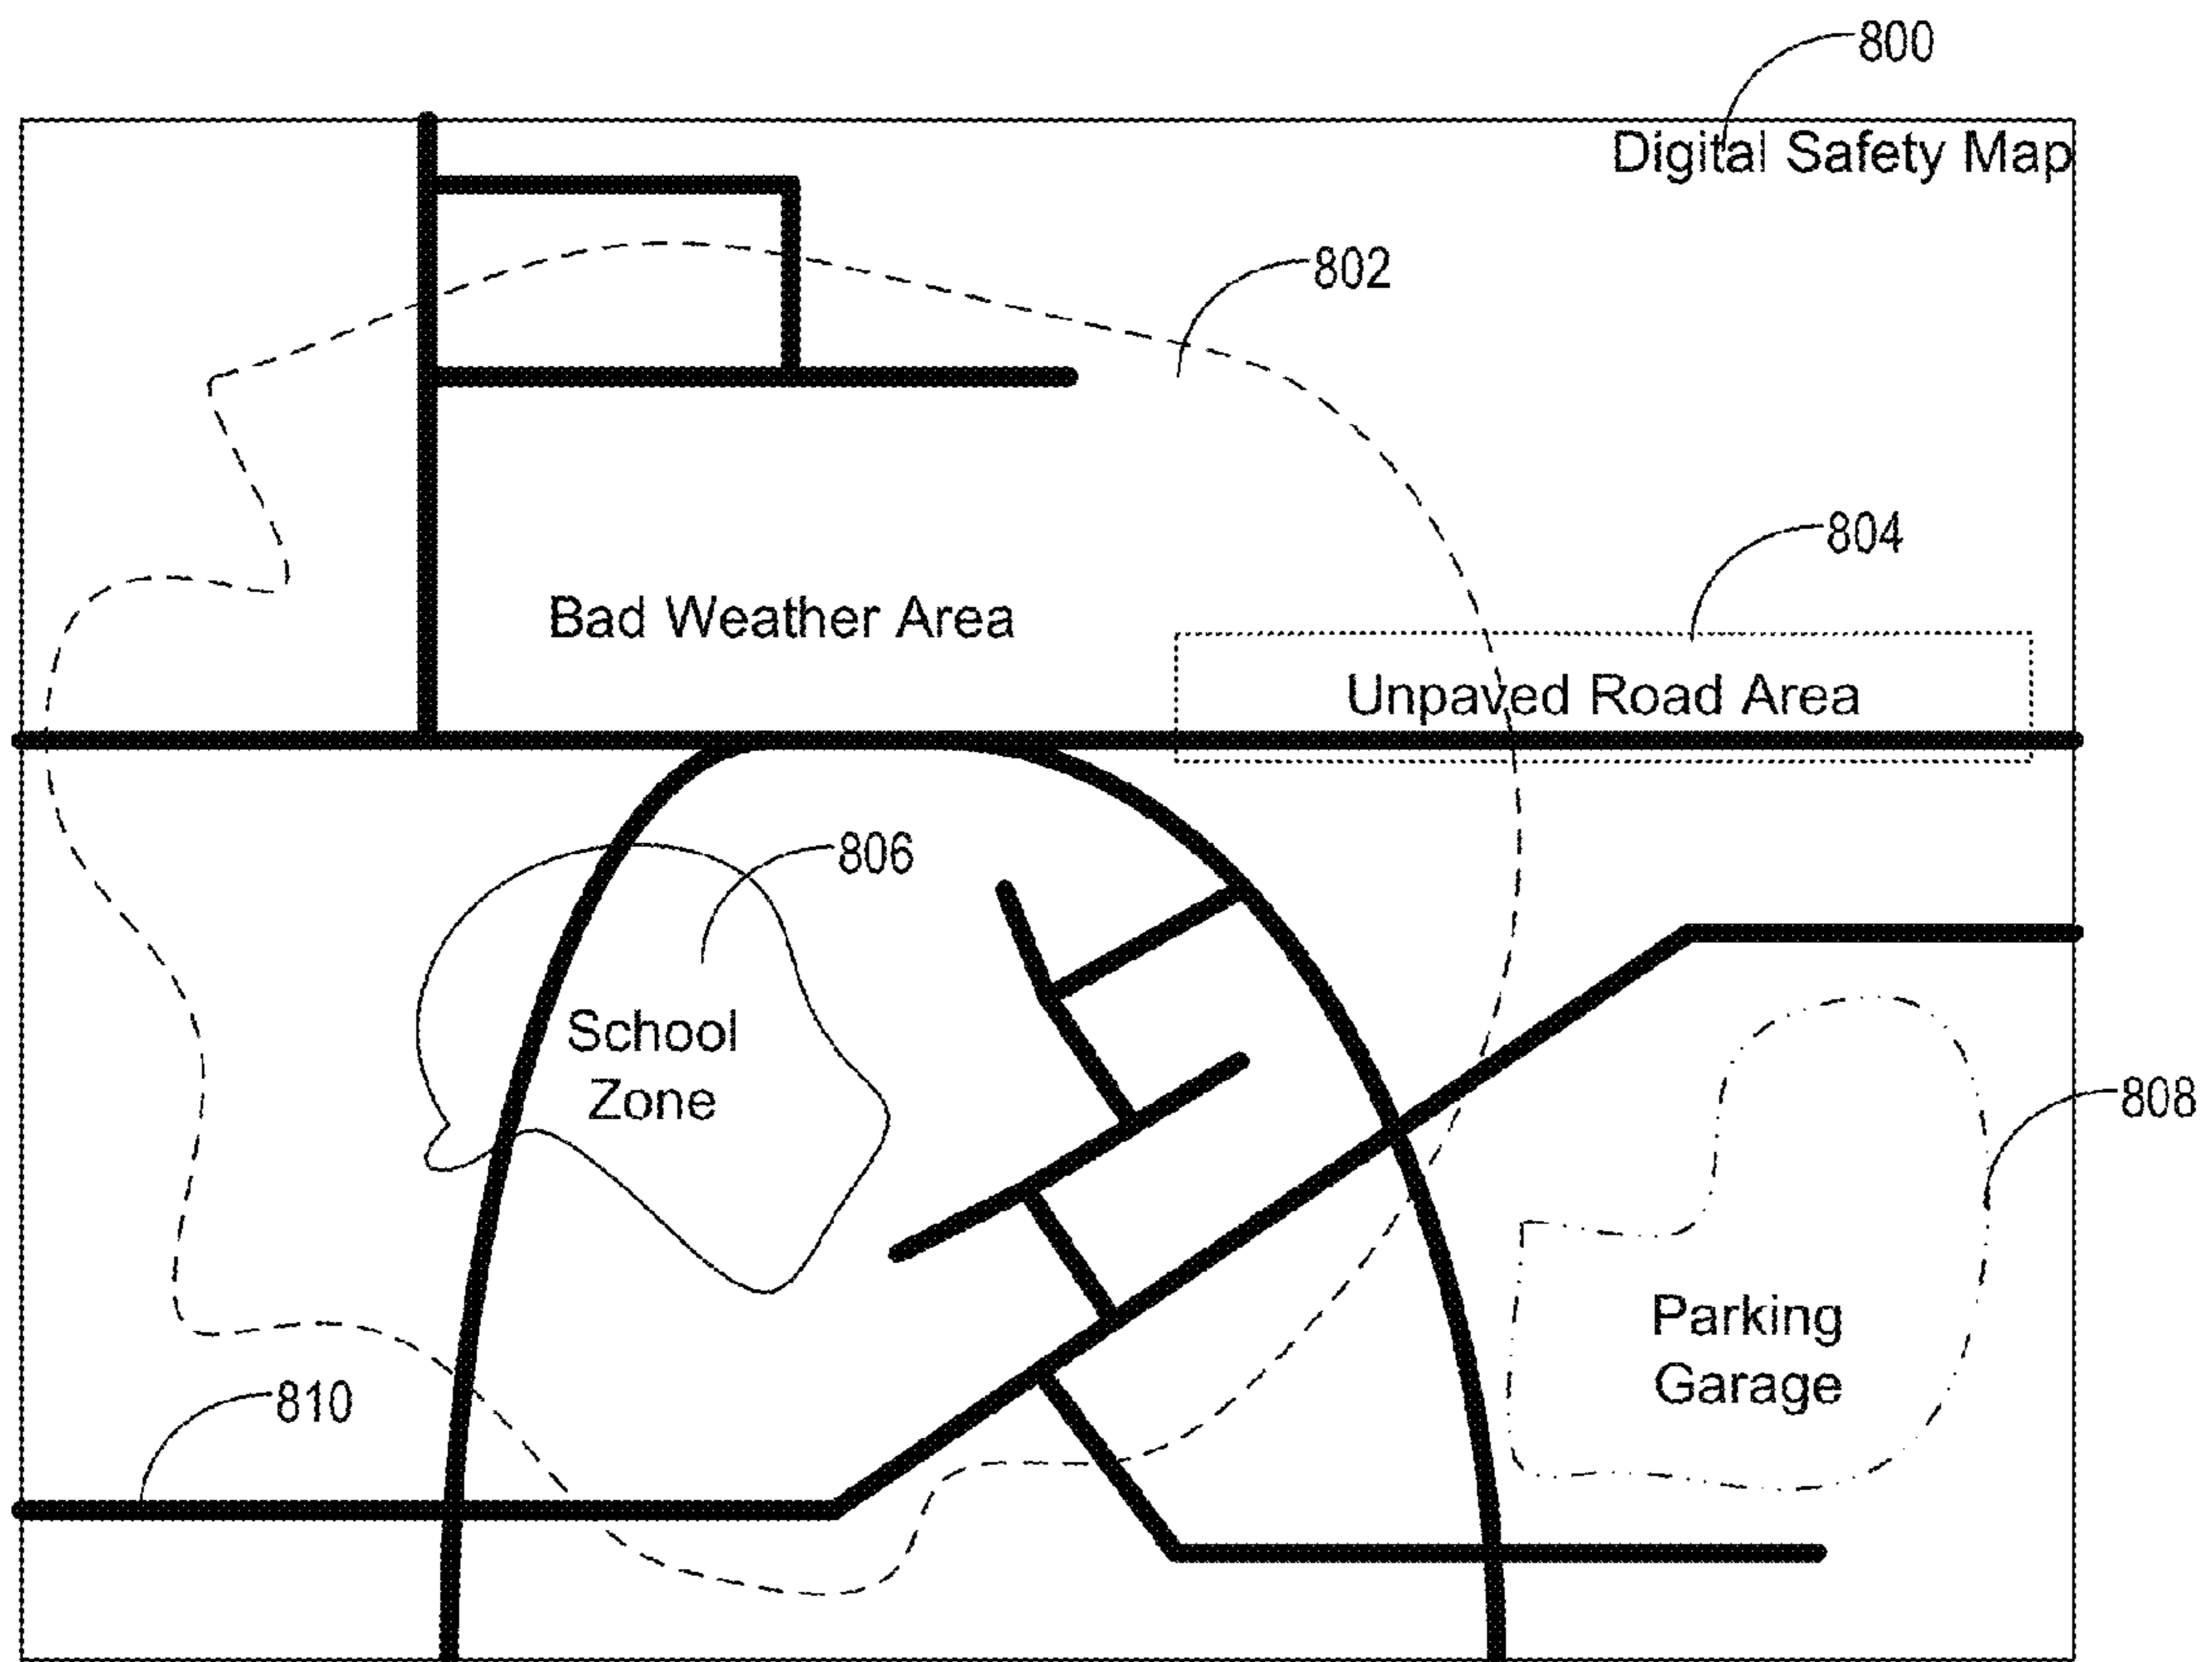 800
Digital Safety Map
802
804
Bad Weather Area
Unpaved Road Area
806
School
Zone
808
Parking
Garage
810